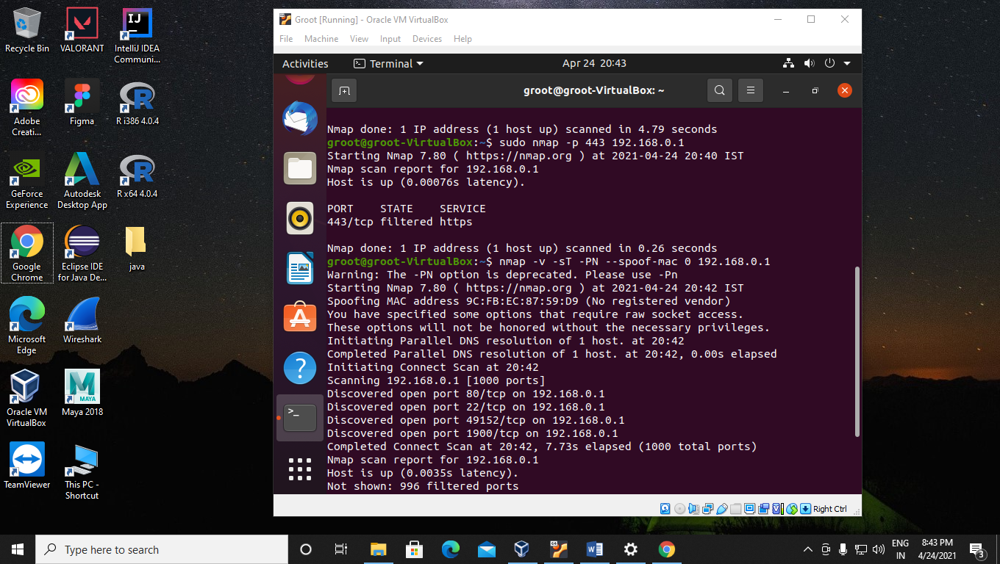 Recycle Bin
VALORANT
IntelliJ IDEA
Communi...
Adobe
Creati...
Figma
R i386 4.0.4
GeForce
Experience
Autodesk
Desktop App
R x64 4.0.4
Google
Chrome
Eclipse IDE
for Java De...
java
Microsoft
Edge
Wireshark
Oracle VM
VirtualBox
MAYA
Maya 2018
TeamViewer
This PC -
Shortcut
Groot [Running] - Oracle VM VirtualBox
File Machine View Input Devices Help
Activities Terminal Apr 24 20:43
groot@groot-VirtualBox: ~
Nmap done: 1 IP address (1 host up) scanned in 4.79 seconds
groot@groot-VirtualBox:~$ sudo nmap -p 443 192.168.0.1
Starting Nmap 7.80 ( https://nmap.org ) at 2021-04-24 20:40 IST
Nmap scan report for 192.168.0.1
Host is up (0.00076s latency).
PORT STATE SERVICE
443/tcp filtered https
Nmap done: 1 IP address (1 host up) scanned in 0.26 seconds
groot@groot-VirtualBox:~$ nmap -v -sT -PN --spoof-mac 0 192.168.0.1
Warning: The -PN option is deprecated. Please use -Pn
Starting Nmap 7.80 ( https://nmap.org ) at 2021-04-24 20:42 IST
Spoofing MAC address 9C:FB:EC:87:59:D9 (No registered vendor)
You have specified some options that require raw socket access.
These options will not be honored without the necessary privileges.
Initiating Parallel DNS resolution of 1 host. at 20:42
Completed Parallel DNS resolution of 1 host. at 20:42, 0.00s elapsed
Initiating Connect Scan at 20:42
Scanning 192.168.0.1 [1000 ports]
Discovered open port 80/tcp on 192.168.0.1
Discovered open port 22/tcp on 192.168.0.1
Discovered open port 49152/tcp on 192.168.0.1
Discovered open port 1900/tcp on 192.168.0.1
Completed Connect Scan at 20:42, 7.73s elapsed (1000 total ports)
Nmap scan report for 192.168.0.1
Host is up (0.0035s latency).
Not shown: 996 filtered ports
Right Ctrl
Type here to search
ENG
IN
8:43 PM
4/24/2021
3